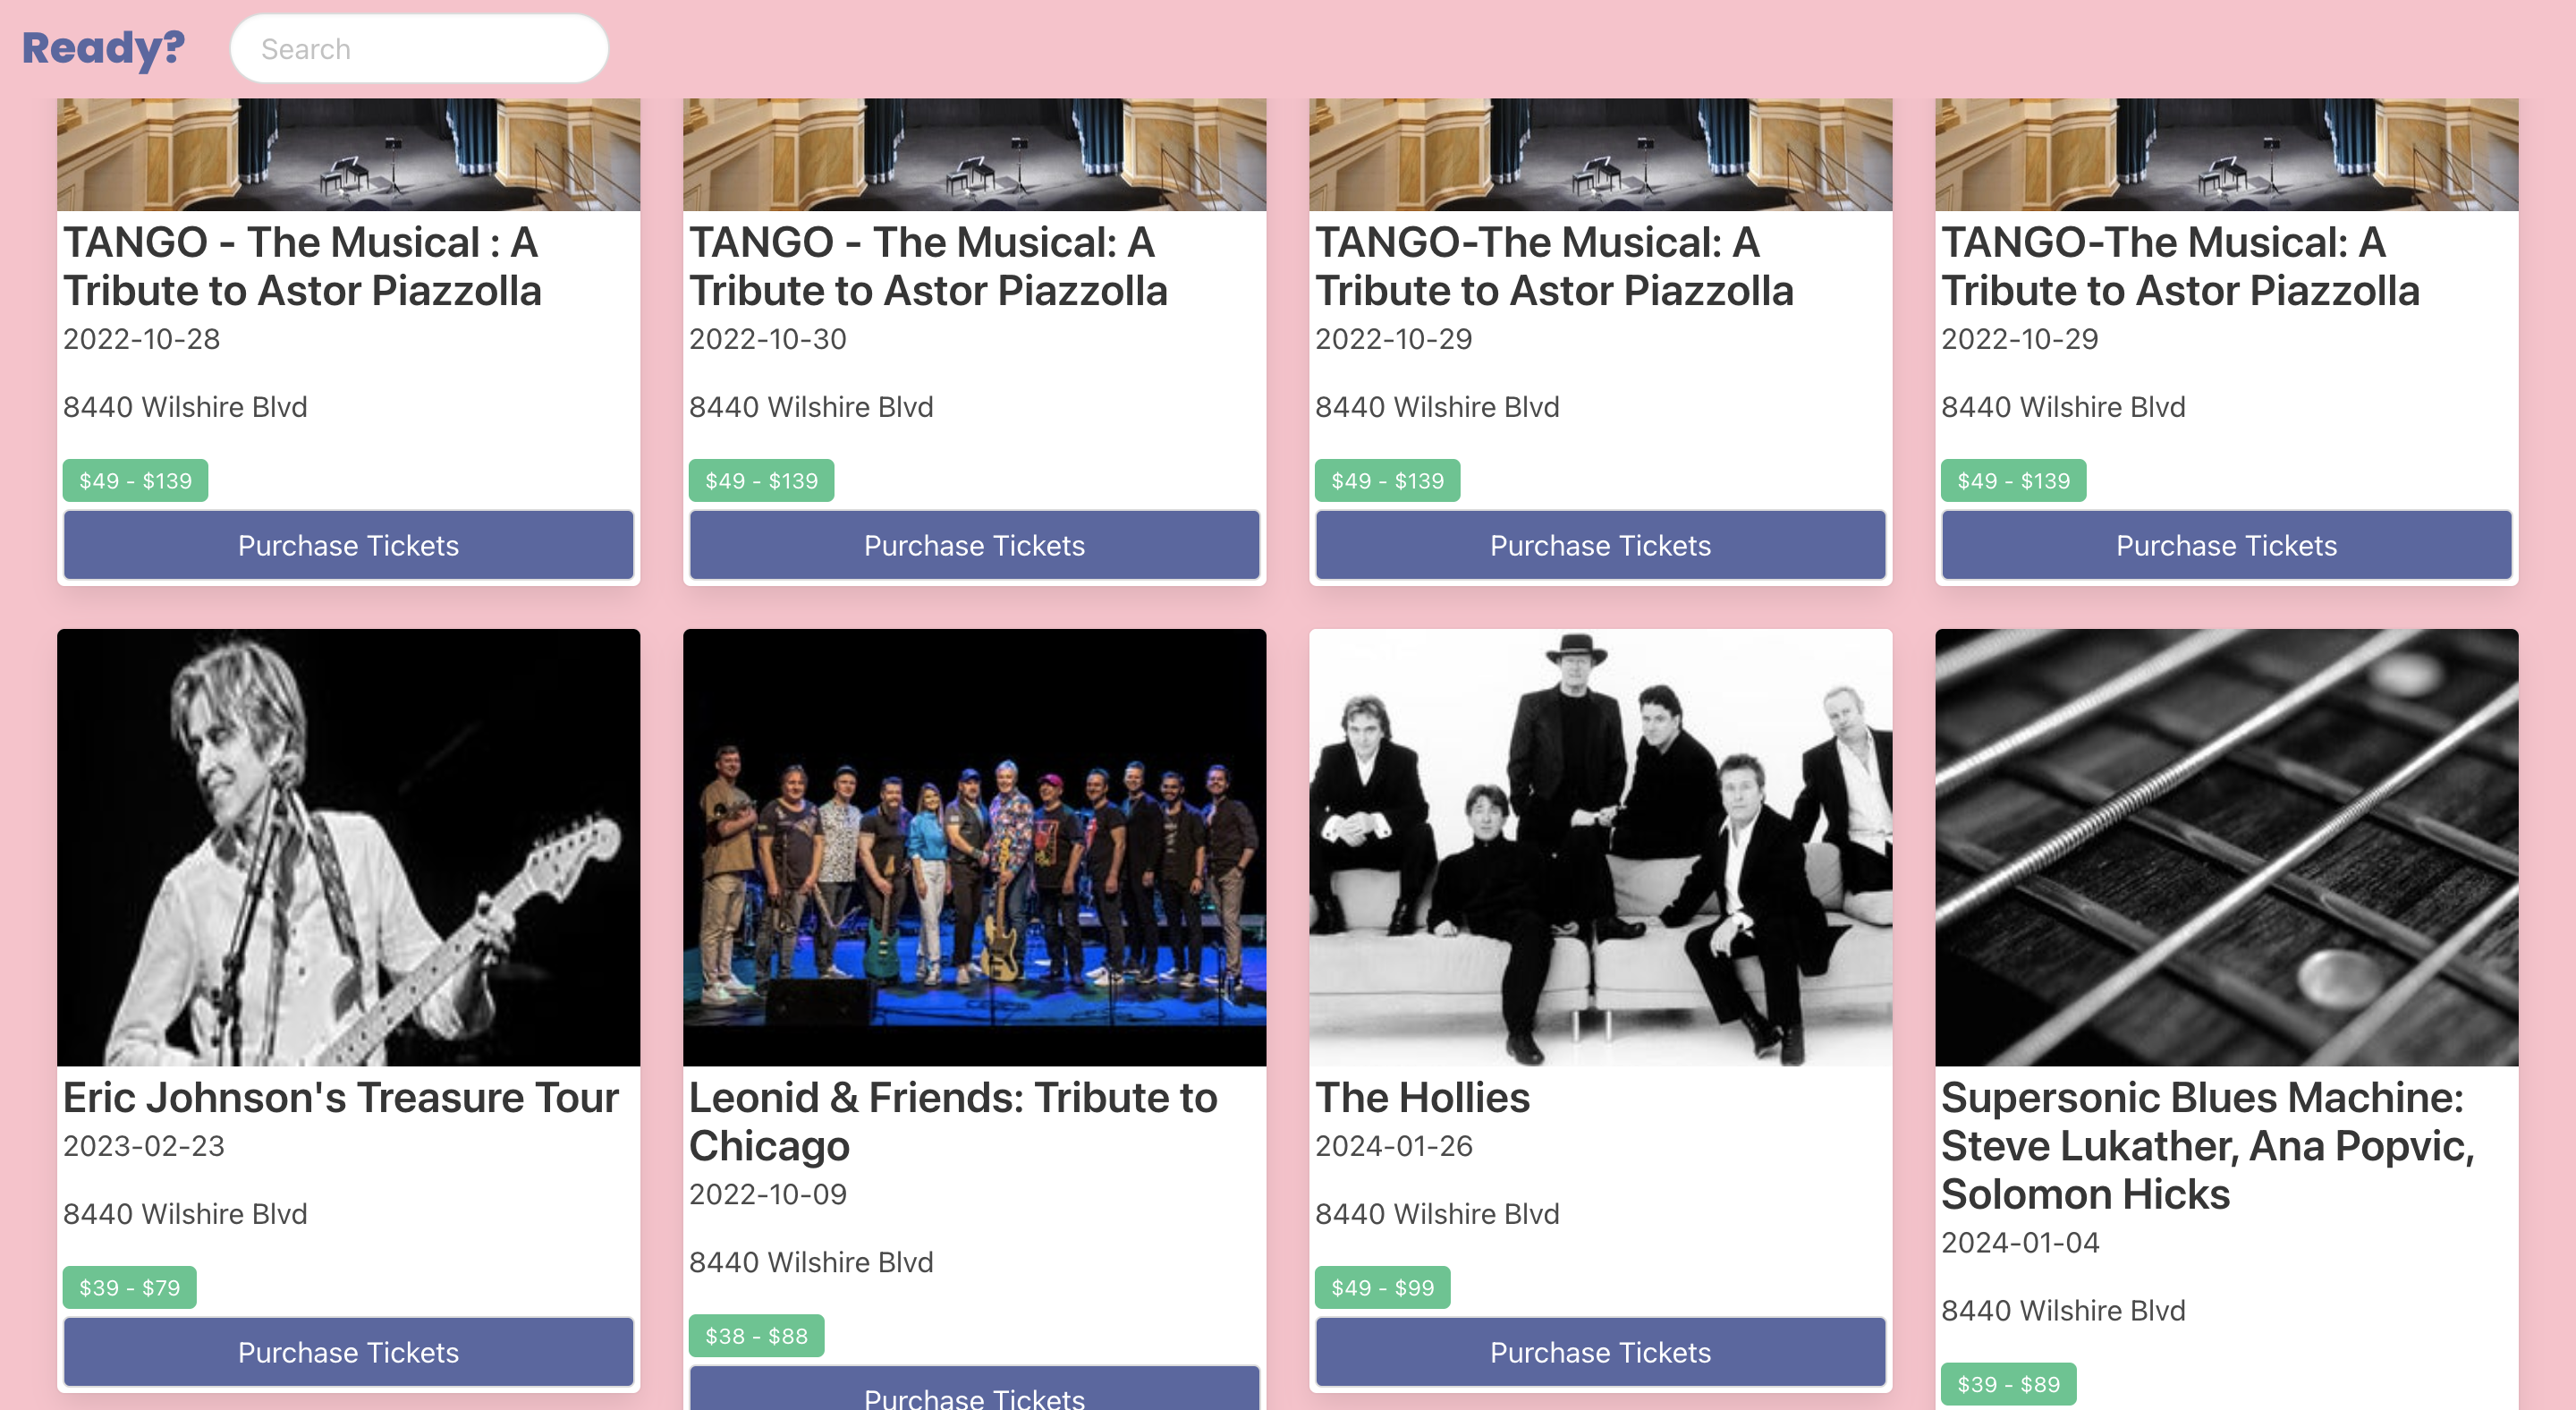 Ready?
Search
TANGO - The Musical : A
Tribute to Astor Piazzolla
2022-10-28
8440 Wilshire Blvd
$49 - $139
Purchase Tickets
TANGO - The Musical: A
Tribute to Astor Piazzolla
2022-10-30
8440 Wilshire Blvd
$49 - $139
Purchase Tickets
TANGO-The Musical: A
Tribute to Astor Piazzolla
2022-10-29
8440 Wilshire Blvd
$49 - $139
Purchase Tickets
TANGO-The Musical: A
Tribute to Astor Piazzolla
2022-10-29
8440 Wilshire Blvd
$49 - $139
Purchase Tickets
Eric Johnson's Treasure Tour
2023-02-23
8440 Wilshire Blvd
$39 - $79
Purchase Tickets
Leonid & Friends: Tribute to
Chicago
2022-10-09
8440 Wilshire Blvd
$38 - $88
Purchase Tickets
The Hollies
2024-01-26
8440 Wilshire Blvd
$49 - $99
Purchase Tickets
Supersonic Blues Machine:
Steve Lukather, Ana Popvic,
Solomon Hicks
2024-01-04
8440 Wilshire Blvd
$39 - $89